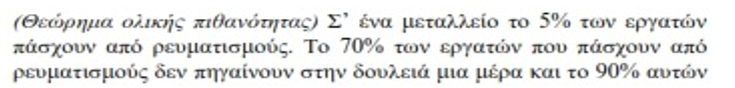 (Θεώρημα ολικής πιθανότητας) Σ' ένα μεταλλείο το 5% των εργατών
πάσχουν από ρευματισμούς. Το 70% των εργατών που πάσχουν από
ρευματισμούς δεν πηγαίνουν στην δουλειά μια μέρα και το 90% αυτών